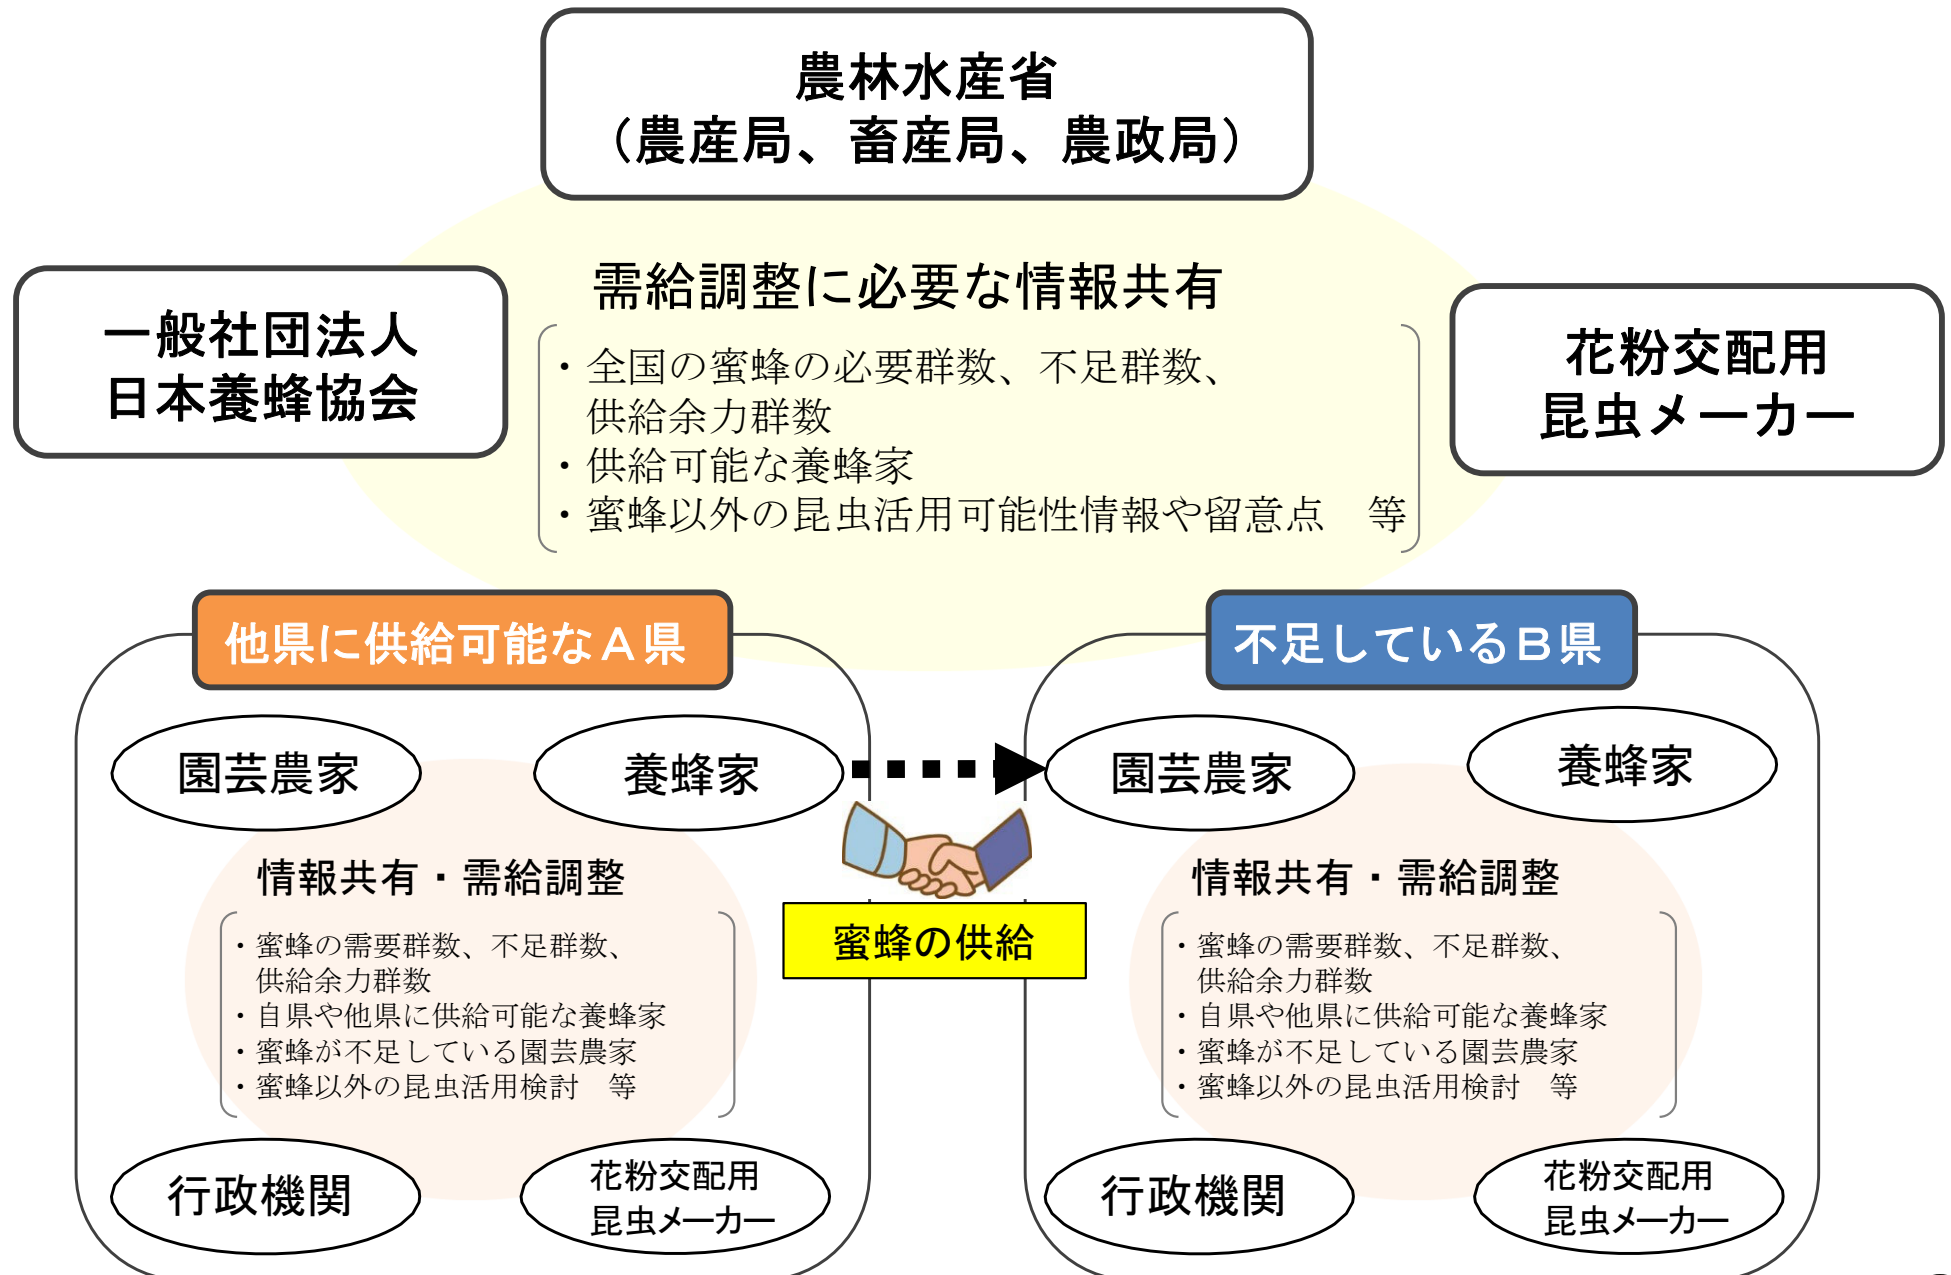 農林水産省
（農産局、畜産局、農政局）
需給調整に必要な情報共有
一般社団法人
日本養蜂協会
花粉交配用
昆虫メーカー
・全国の蜜蜂の必要群数、不足群数、
供給余力群数
・供給可能な養蜂家
・蜜蜂以外の昆虫活用可能性情報や留意点　等
他県に供給可能なＡ県
園芸農家
養蜂家
情報共有・需給調整
・蜜蜂の需要群数、不足群数、
供給余力群数
・自県や他県に供給可能な養蜂家
・蜜蜂が不足している園芸農家
・蜜蜂以外の昆虫活用検討　等
行政機関
花粉交配用
昆虫メーカー
蜜蜂の供給
不足しているＢ県
園芸農家
養蜂家
情報共有・需給調整
・蜜蜂の需要群数、不足群数、
供給余力群数
・自県や他県に供給可能な養蜂家
・蜜蜂が不足している園芸農家
・蜜蜂以外の昆虫活用検討　等
行政機関
花粉交配用
昆虫メーカー